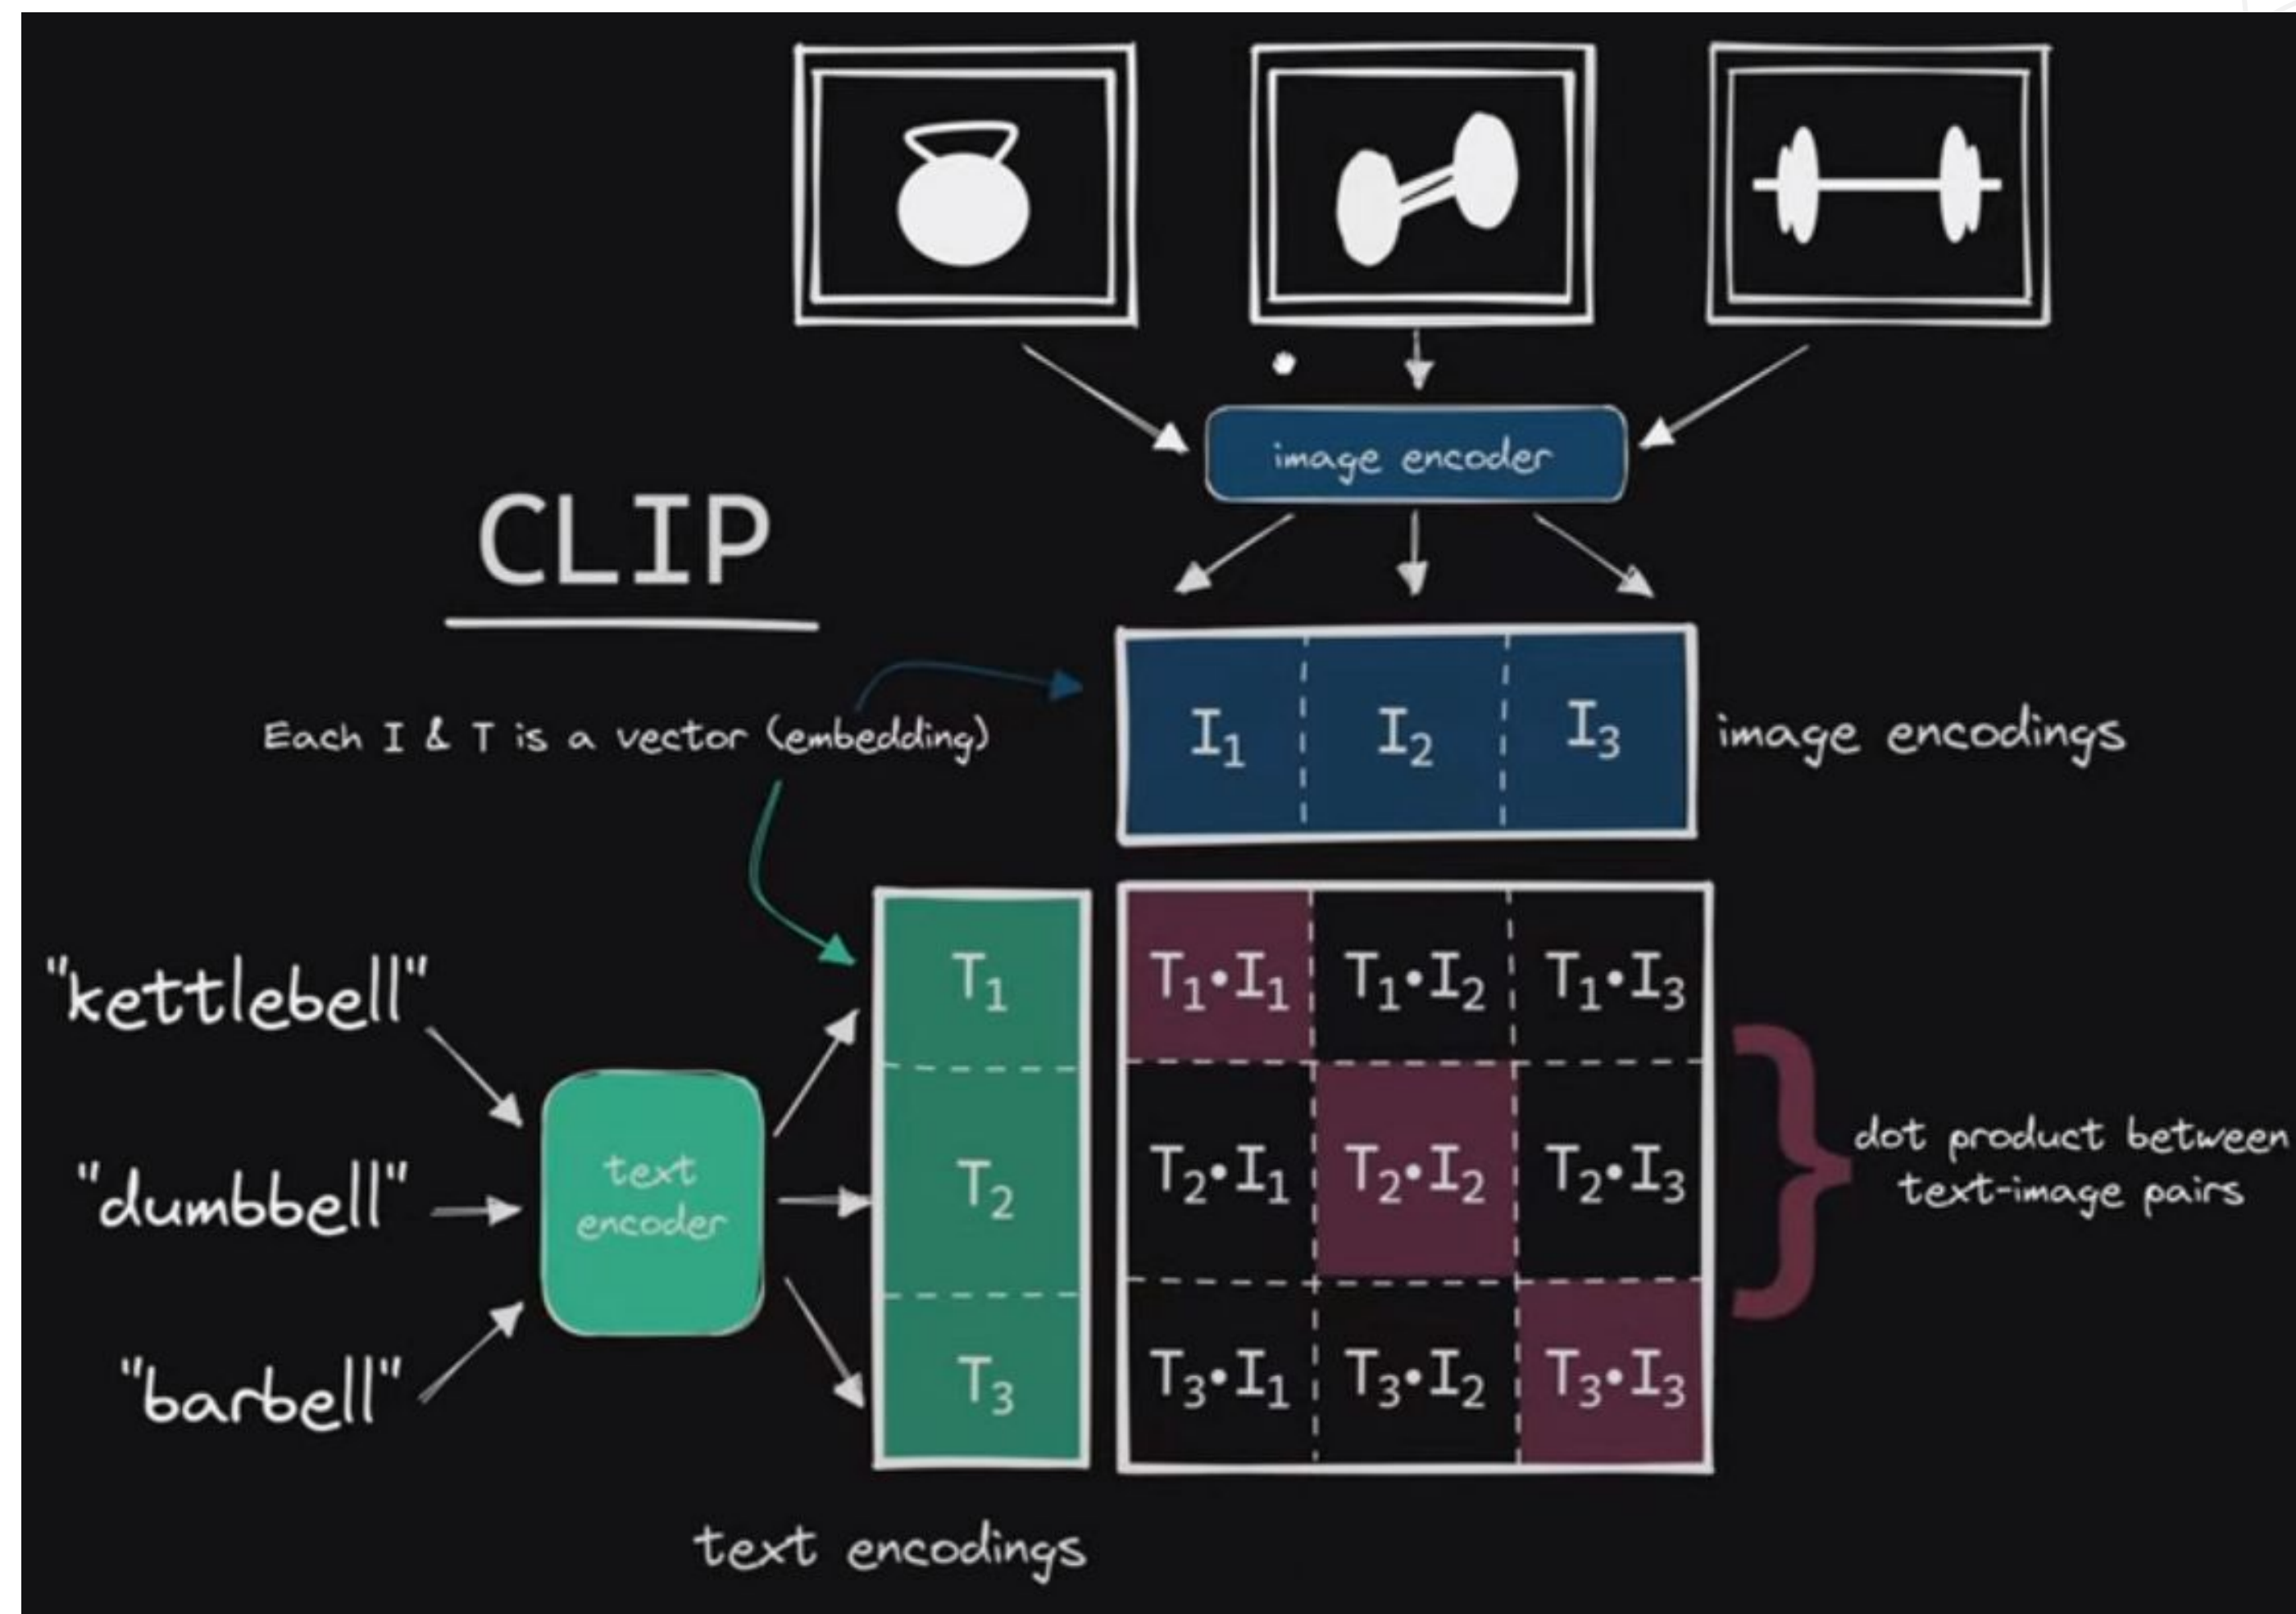 image encoder
CLIP
Each I & T is a vector (embedding)
I₁ I₂ I₃
image encodings
"kettlebell"
"dumbbell"
"barbell"
text
encoder
T₁
T₂
T₃
T₁•I₁ T₁•I₂ T₁•I₃
T₂•I₁ T₂•I₂ T₂•I₃
T₃•I₁ T₃•I₂ T₃•I₃
dot product between
text-image pairs
text encodings